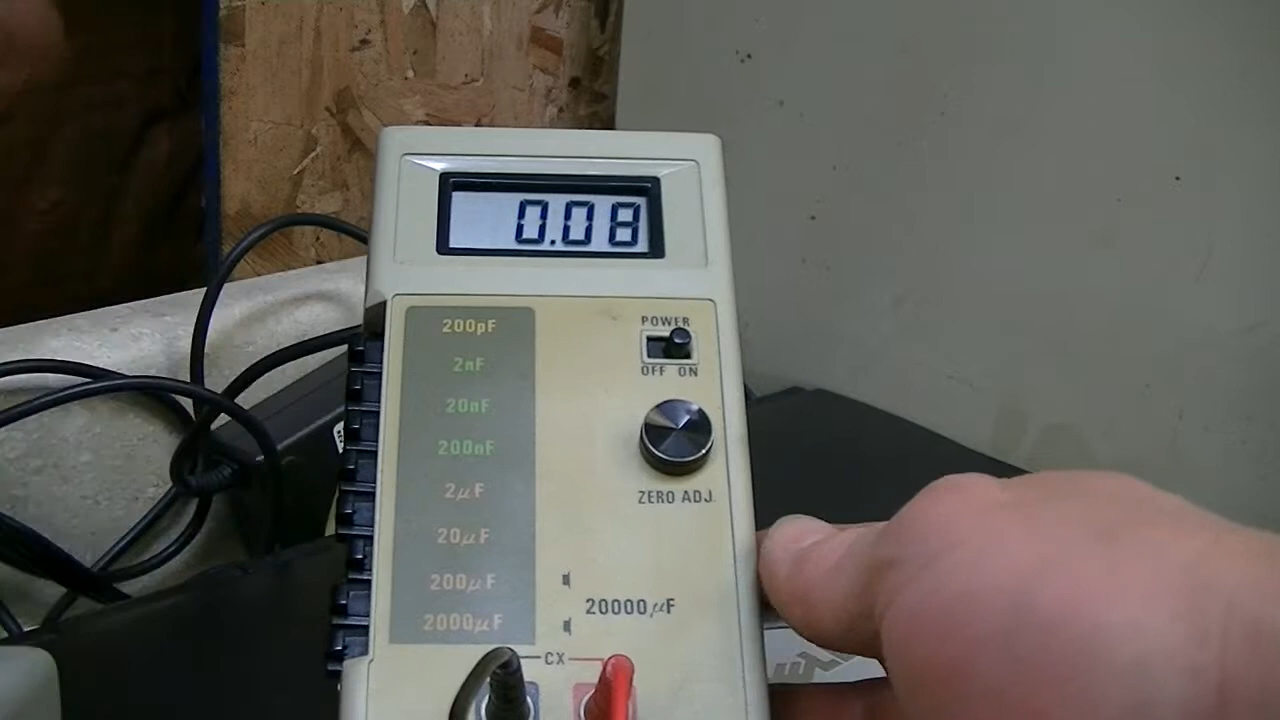 0.08
200pF
2nF
20nF
200nF
2µF
20µF
200µF
2000µF
POWER
OFF ON
ZERO ADJ.
20000µF
CX